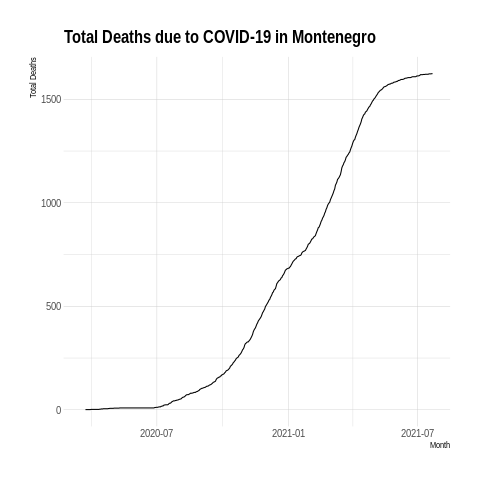 Total Deaths due to COVID-19 in Montenegro
Total Deaths
1500
1000
500
0
2020-07
2021-01
2021-07
Month